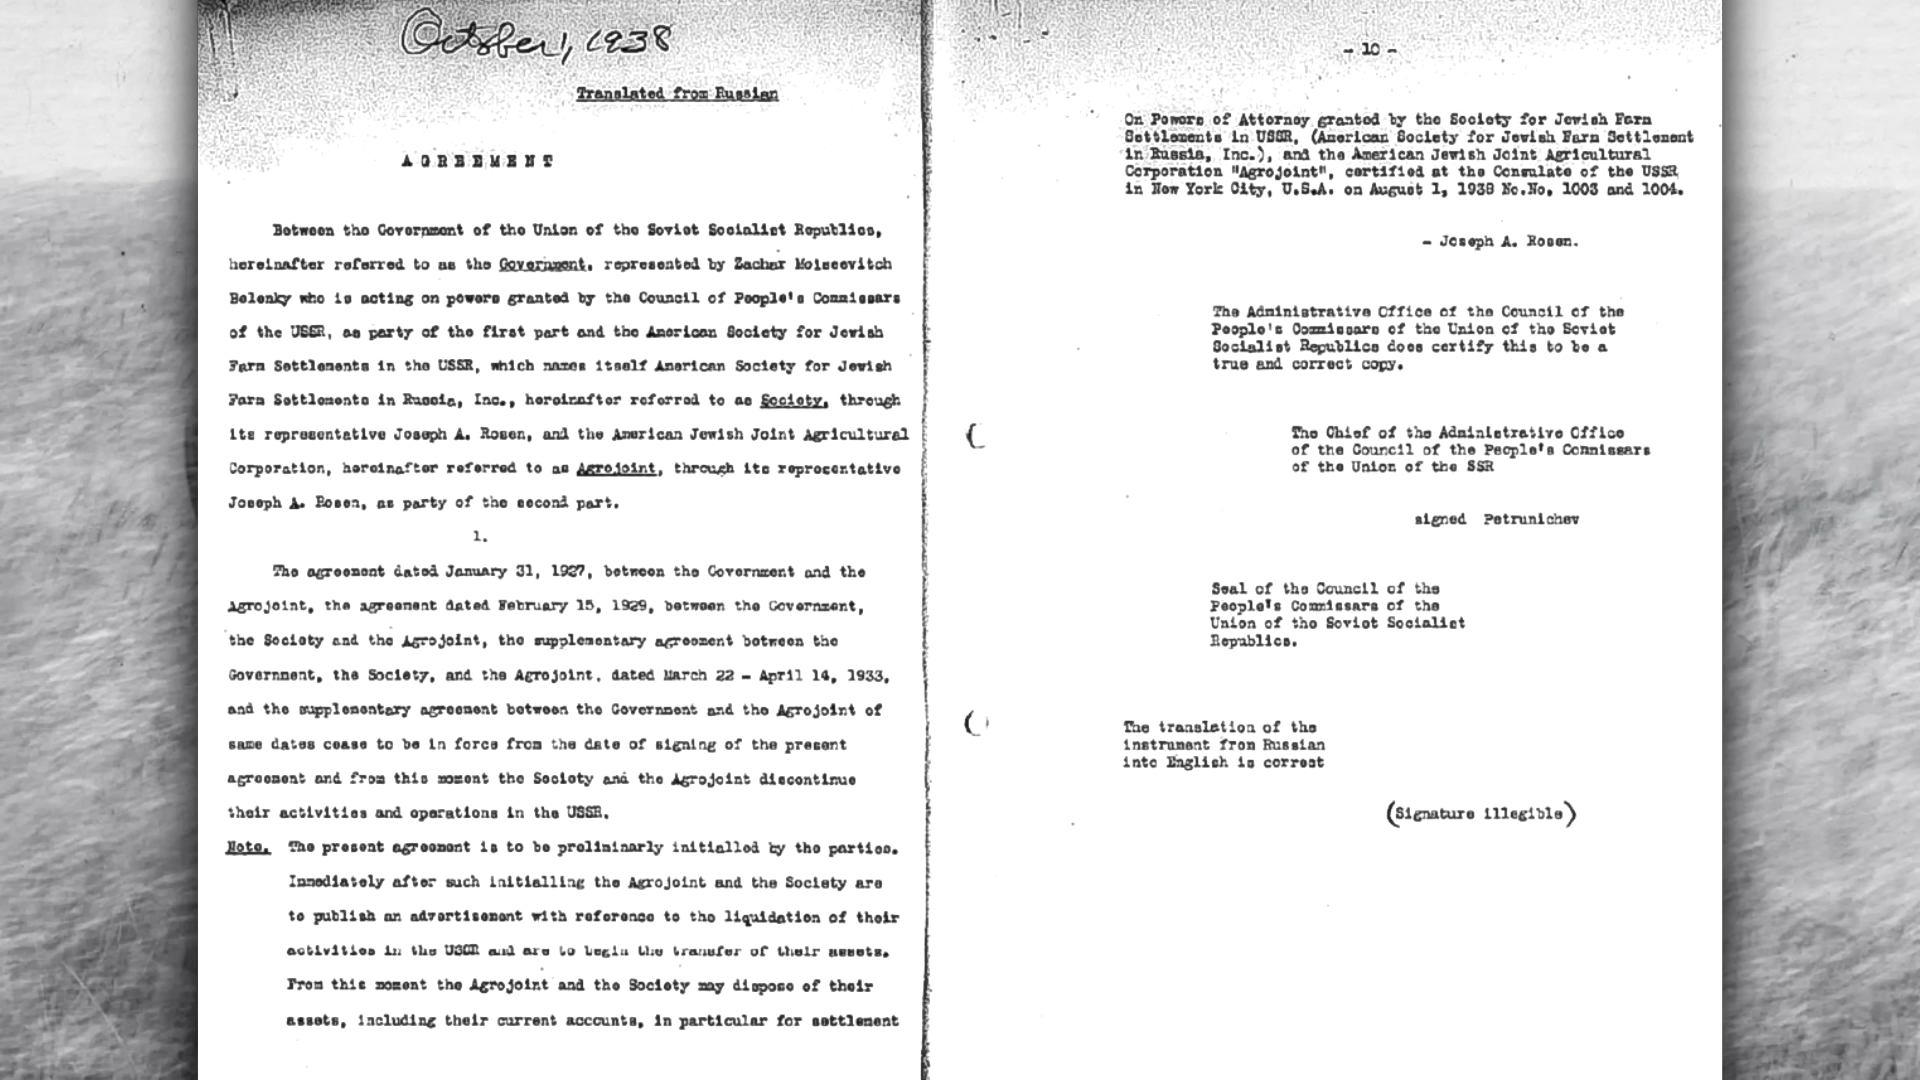 October 1, 1938
Translated from Russian
AGREEMENT
Between the Government of the Union of the Soviet Socialist Republics,
hereinafter referred to as the Government, represented by Zachar Moiseevitch
Belenky who is acting on powers granted by the Council of People's Commissars
of the USSR, as party of the first part and the American Society for Jewish
Farm Settlements in the USSR, which names itself American Society for Jewish
Farm Settlements in Russia, Inc., hereinafter referred to as Society, through
its representative Joseph A. Rosen, and the American Jewish Joint Agricultural
Corporation, hereinafter referred to as Agrojoint, through its representative
Joseph A. Rosen, as party of the second part.
1.
The agreement dated January 31, 1927, between the Government and the
Agrojoint, the agreement dated February 15, 1929, between the Government,
the Society and the Agrojoint, the supplementary agreement between the
Government, the Society, and the Agrojoint, dated March 22 - April 14, 1933,
and the supplementary agreement between the Government and the Agrojoint of
same dates cease to be in force from the date of signing of the present
agreement and from this moment the Society and the Agrojoint discontinue
their activities and operations in the USSR.
Note. The present agreement is to be preliminarly initialled by the parties.
Immediately after such initialling the Agrojoint and the Society are
to publish an advertisement with reference to the liquidation of their
activities in the USSR and are to begin the transfer of their assets.
From this moment the Agrojoint and the Society may dispose of their
assets, including their current accounts, in particular for settlement
- 10 -
On Powers of Attorney granted by the Society for Jewish Farm
Settlements in USSR, (American Society for Jewish Farm Settlement
in Russia, Inc.), and the American Jewish Joint Agricultural
Corporation "Agrojoint", certified at the Consulate of the USSR
in New York City, U.S.A. on August 1, 1938 No.No. 1003 and 1004.
- Joseph A. Rosen.
The Administrative Office of the Council of the
People's Commissars of the Union of the Soviet
Socialist Republics does certify this to be a
true and correct copy.
The Chief of the Administrative Office
of the Council of the People's Commissars
of the Union of the SSR
signed Petrunichev
Seal of the Council of the
People's Commissars of the
Union of the Soviet Socialist
Republics.
The translation of the
instrument from Russian
into English is correct
(Signature illegible)